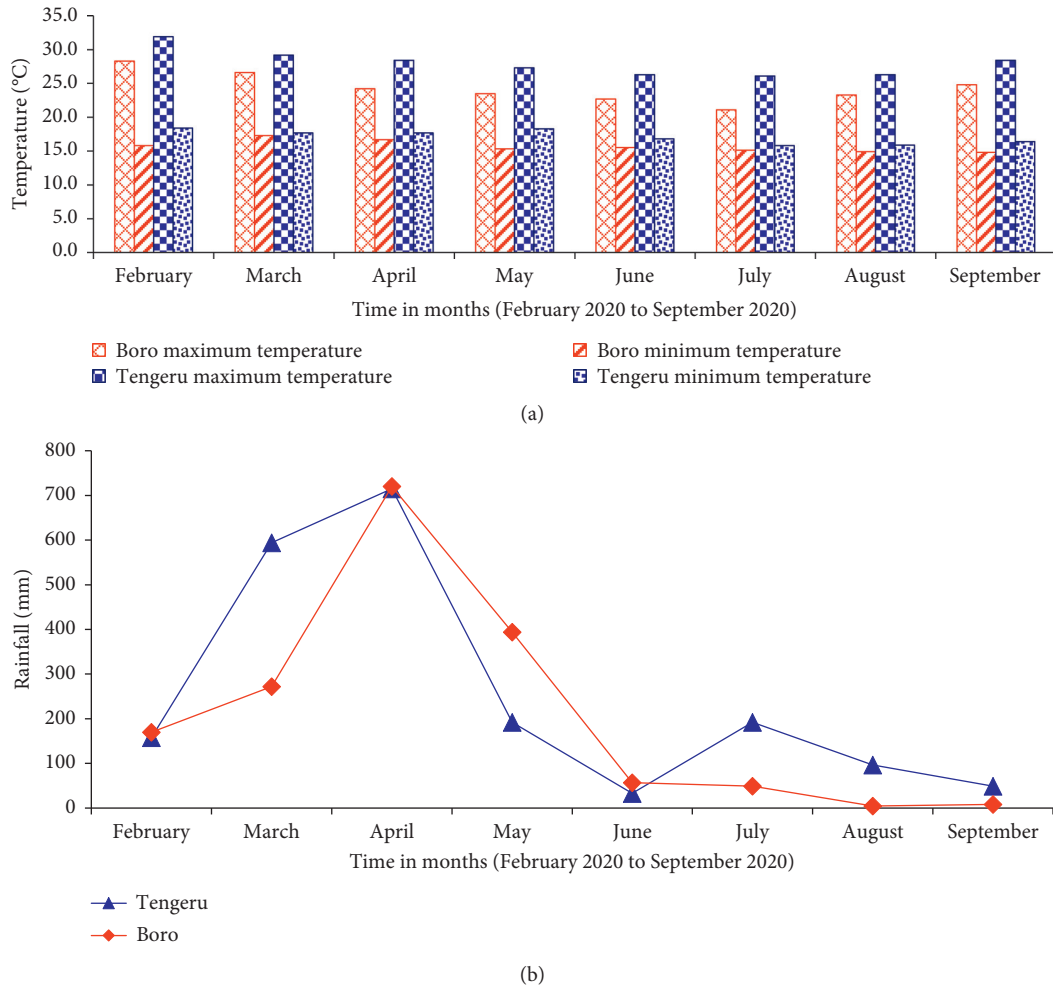 35.0
30.0
25.0
20.0
15.0
10.0
5.0
0.0
Temperature (°C)
February March April May June July August September
Time in months (February 2020 to September 2020)
Boro maximum temperature Boro minimum temperature
Tengeru maximum temperature Tengeru minimum temperature
(a)
800
700
600
500
400
300
200
100
0
Rainfall (mm)
February March April May June July August September
Time in months (February 2020 to September 2020)
Tengeru
Boro
(b)